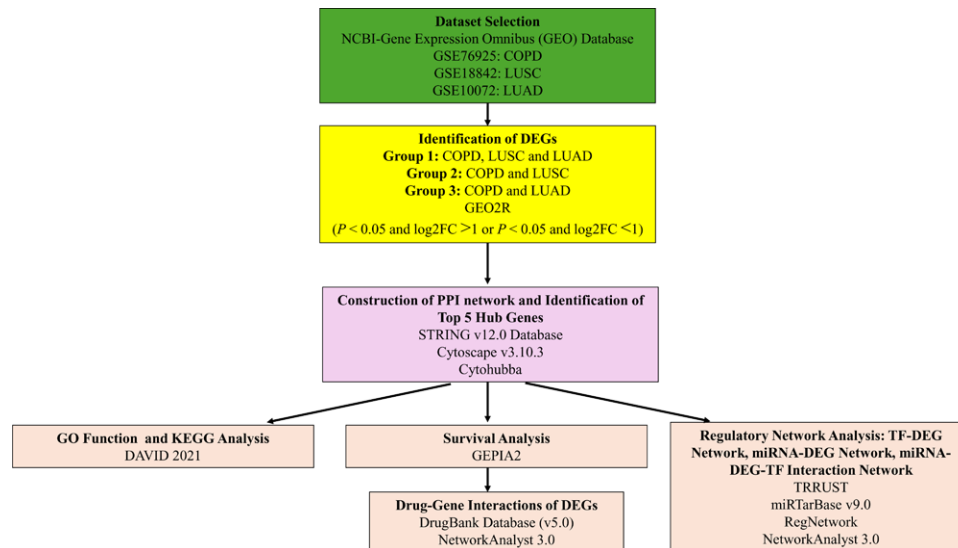 Dataset Selection
NCBI-Gene Expression Omnibus (GEO) Database
GSE76925: COPD
GSE18842: LUSC
GSE10072: LUAD
Identification of DEGs
Group 1: COPD, LUSC and LUAD
Group 2: COPD and LUSC
Group 3: COPD and LUAD
GEO2R
(P < 0.05 and log2FC >1 or P < 0.05 and log2FC <1)
Construction of PPI network and Identification of
Top 5 Hub Genes
STRING v12.0 Database
Cytoscape v3.10.3
Cytohubba
GO Function and KEGG Analysis
DAVID 2021
Survival Analysis
GEPIA2
Drug-Gene Interactions of DEGs
DrugBank Database (v5.0)
NetworkAnalyst 3.0
Regulatory Network Analysis: TF-DEG
Network, miRNA-DEG Network, miRNA-
DEG-TF Interaction Network
TRRUST
miRTarBase v9.0
RegNetwork
NetworkAnalyst 3.0